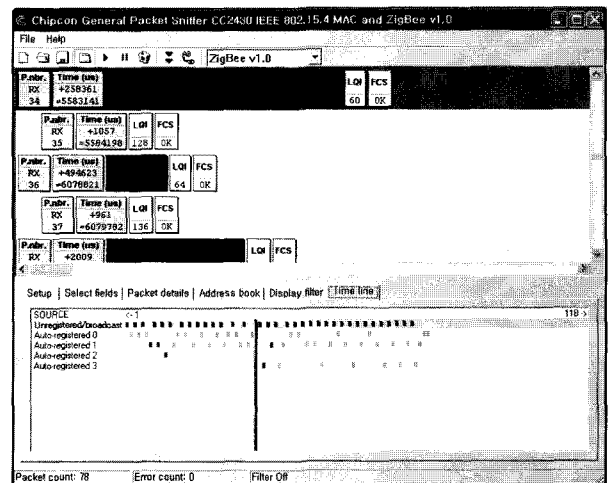 Chipcon General Packet Sniffer CC2430 IEEE 802.15.4 MAC and ZigBee v1.0
File Help
ZigBee v1.0
P.nbr. Time (us) LQI FCS
RX +258361
34 =5583141 60 OK
P.nbr. Time (us) LQI FCS
RX +1057
35 =5584198 128 OK
P.nbr. Time (us) LQI FCS
RX +494623
36 =6078821 64 OK
P.nbr. Time (us) LQI FCS
RX +961
37 =6079782 136 OK
P.nbr. Time (us) LQI FCS
RX +2009
Setup Select fields Packet details Address book Display filter Time line
SOURCE <-1 118->
Unregistered/broadcast
Auto-registered 0
Auto-registered 1
Auto-registered 2
Auto-registered 3
Packet count: 78 Error count: 0 Filter Off